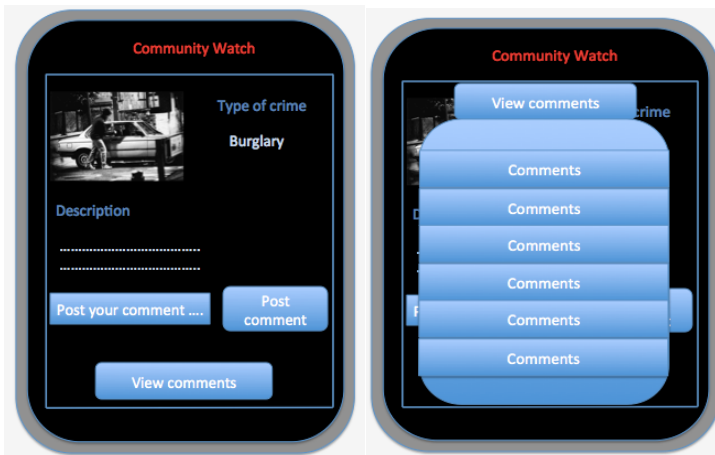 Community Watch
Type of crime
Burglary
Description
......................................
......................................
Post your comment ....
Post
comment
View comments
Community Watch
View comments
crime
Comments
Comments
Comments
Comments
Comments
Comments